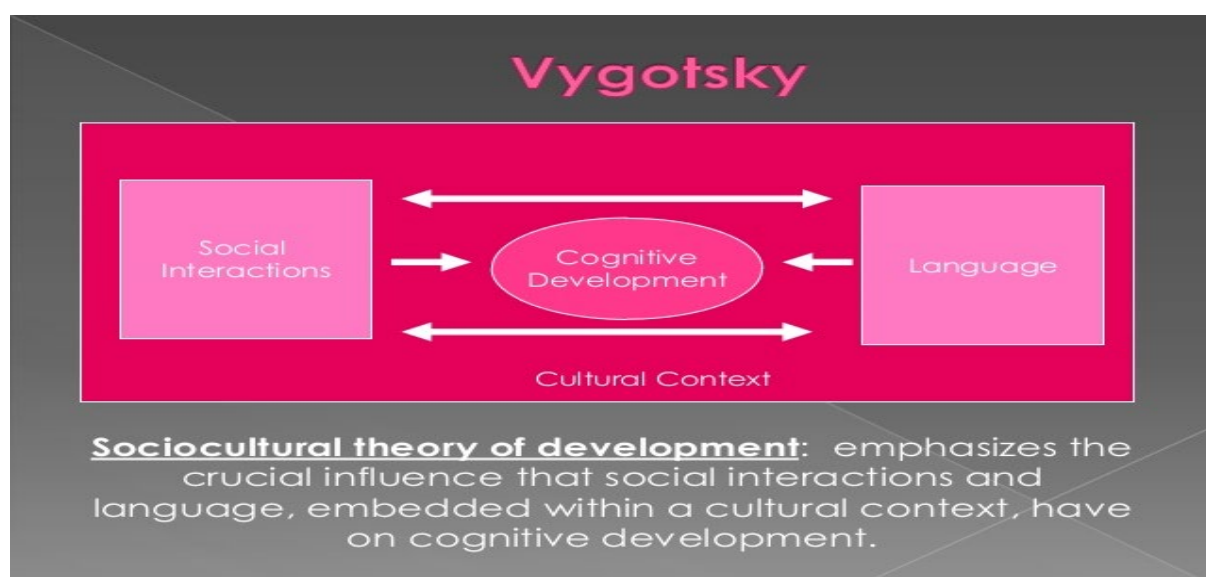 Vygotsky
Social
Interactions
Cognitive
Development
Language
Cultural Context
Sociocultural theory of development: emphasizes the
crucial influence that social interactions and
language, embedded within a cultural context, have
on cognitive development.